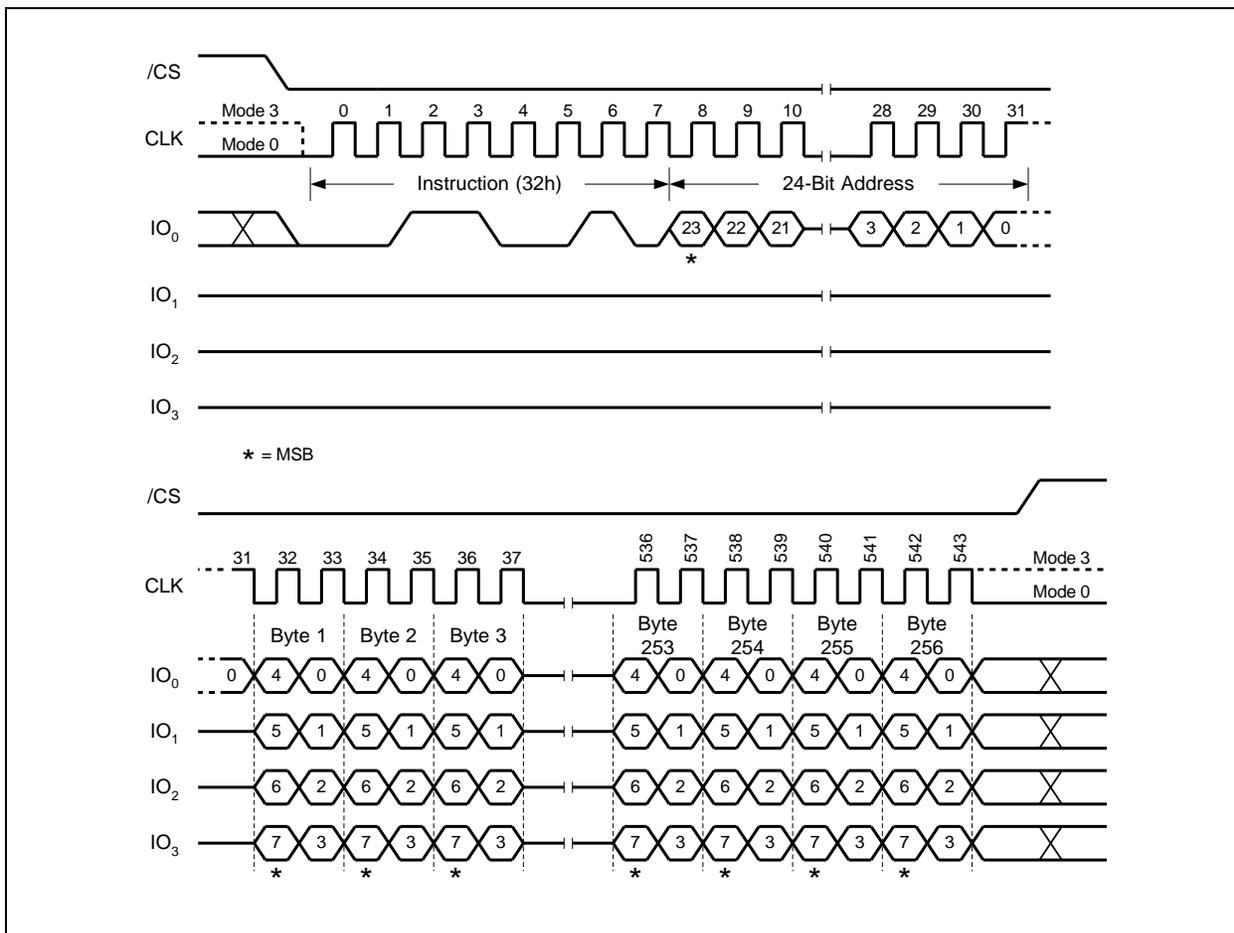 /CS
Mode 3 0 1 2 3 4 5 6 7 8 9 10 28 29 30 31
CLK
Mode 0
Instruction (32h) 24-Bit Address
IO0 23 22 21 3 2 1 0
*
IO1
IO2
IO3
* = MSB
/CS
31 32 33 34 35 36 37 536 537 538 539 540 541 542 543 Mode 3
CLK
Mode 0
Byte 1 Byte 2 Byte 3 Byte 253 Byte 254 Byte 255 Byte 256
IO0 0 4 0 4 0 4 0 4 0 4 0 4 0 4 0
IO1 5 1 5 1 5 1 5 1 5 1 5 1 5 1
IO2 6 2 6 2 6 2 6 2 6 2 6 2 6 2
IO3 7 3 7 3 7 3 7 3 7 3 7 3 7 3
* * * * * * *